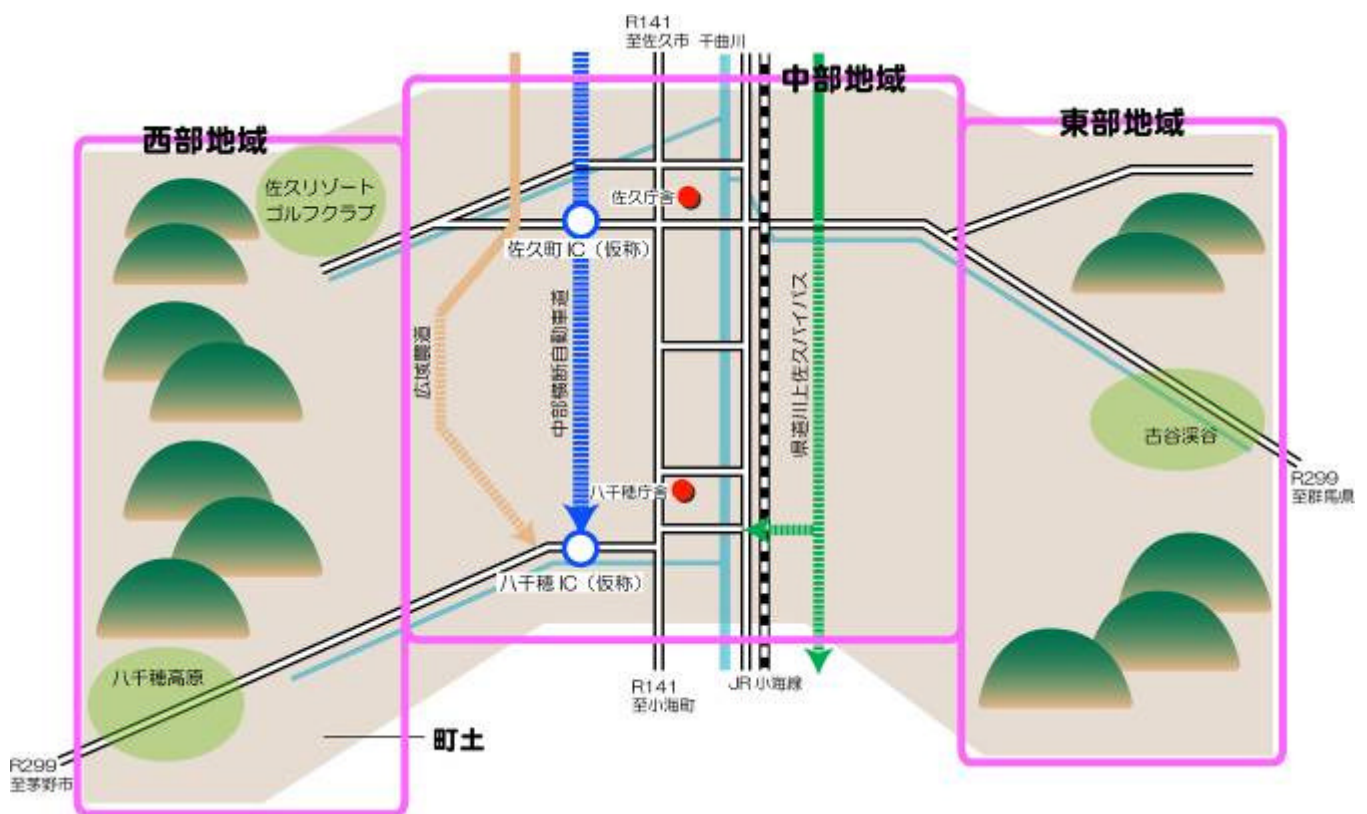 R141
至佐久市
千曲川
中部地域
西部地域
東部地域
佐久リゾート
ゴルフクラブ
佐久庁舎
佐久町IC（仮称）
広域農道
中部横断自動車道
県道川上佐久バイパス
古谷渓谷
R299
至群馬県
八千穂庁舎
八千穂IC（仮称）
八千穂高原
R141
至小海町
JR小海線
町土
R299
至茅野市